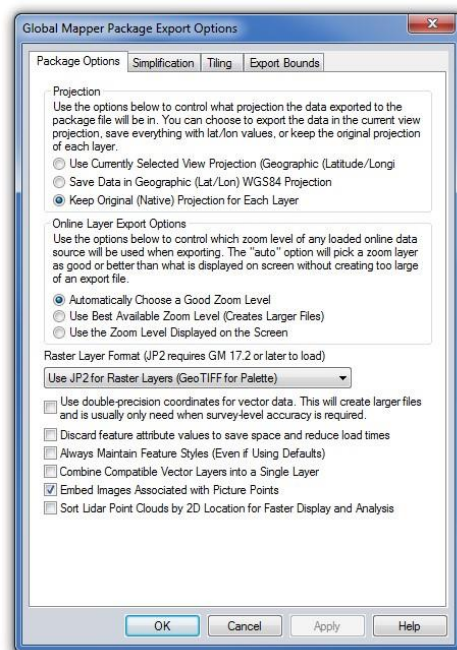 Global Mapper Package Export Options
Package Options
Simplification
Tiling
Export Bounds
Projection
Use the options below to control what projection the data exported to the
package file will be in. You can choose to export the data in the current view
projection, save everything with lat/lon values, or keep the original projection
of each layer.
Use Currently Selected View Projection (Geographic (Latitude/Longi
Save Data in Geographic (Lat/Lon) WGS84 Projection
Keep Original (Native) Projection for Each Layer
Online Layer Export Options
Use the options below to control which zoom level of any loaded online data
source will be used when exporting. The "auto" option will pick a zoom layer
as good or better than what is displayed on screen without creating too large
of an export file.
Automatically Choose a Good Zoom Level
Use Best Available Zoom Level (Creates Larger Files)
Use the Zoom Level Displayed on the Screen
Raster Layer Format (JP2 requires GM 17.2 or later to load)
Use JP2 for Raster Layers (GeoTIFF for Palette)
Use double-precision coordinates for vector data. This will create larger files
and is usually only need when survey-level accuracy is required.
Discard feature attribute values to save space and reduce load times
Always Maintain Feature Styles (Even if Using Defaults)
Combine Compatible Vector Layers into a Single Layer
Embed Images Associated with Picture Points
Sort Lidar Point Clouds by 2D Location for Faster Display and Analysis
OK
Cancel
Apply
Help